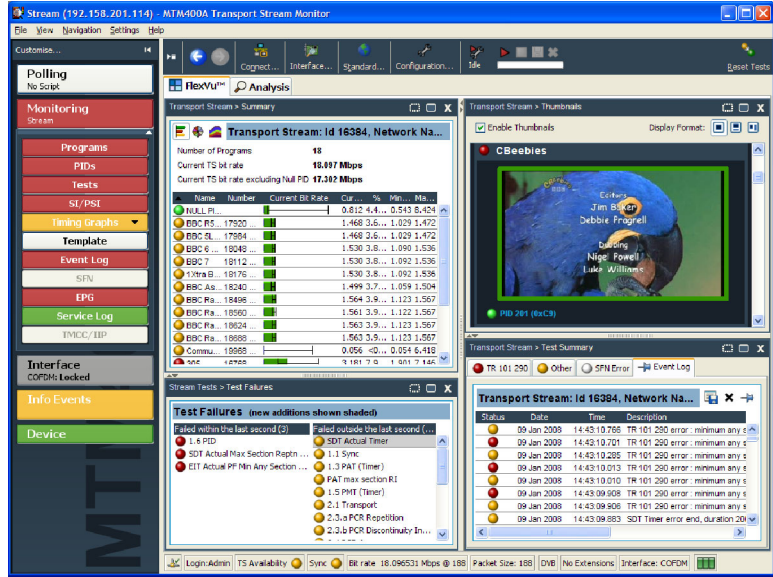 Stream (192.158.201.114) - MTM400A Transport Stream Monitor
File View Navigation Settings Help
Customise...
Connect... Interface... Standard... Configuration... Idle Reset Tests
Polling
No Script
Monitoring
Stream
Programs
PIDs
Tests
SI/PSI
Timing Graphs
Template
Event Log
SFN
EPG
Service Log
TMCC/IIP
Interface
COFDM: Locked
Info Events
Device
MTM
FlexVu™ Analysis
Transport Stream > Summary
Transport Stream: Id 16384, Network Na...
Number of Programs 18
Current TS bit rate 18.097 Mbps
Current TS bit rate excluding Null PID 17.302 Mbps
Name Number Current Bit Rate Cur... % Min... Ma...
NULL PI... 0.812 4.4... 0.543 8.424
BBC R5... 17920 ... 1.468 3.6... 1.029 1.472
BBC 5L... 17984 ... 1.468 3.6... 1.029 1.472
BBC 6 ... 18048 ... 1.530 3.8... 1.090 1.536
BBC 7 18112 ... 1.530 3.8... 1.092 1.536
1Xtra B... 18176 ... 1.530 3.8... 1.092 1.536
BBC As... 18240 ... 1.499 3.7... 1.059 1.504
BBC Ra... 18496 ... 1.564 3.9... 1.123 1.567
BBC Ra... 18560 ... 1.561 3.9... 1.122 1.567
BBC Ra... 18624 ... 1.563 3.9... 1.123 1.567
BBC Ra... 18688 ... 1.563 3.9... 1.123 1.567
Commu... 19968 ... 0.056 <0... 0.054 6.418
305 16768 3.181 7.9 1.901 7.146
Transport Stream > Thumbnails
Enable Thumbnails Display Format:
CBeebies
Editors
Jim Baker
Debbie Fragrell
Dubbing
Nigel Powell
Luke Williams
PID 201 (0xC9)
Stream Tests > Test Failures
Test Failures (new additions shown shaded)
Failed within the last second (3)
1.6 PID
SDT Actual Max Section Reptn ...
EIT Actual PF Min Any Section ...
Failed outside the last second (...
SDT Actual Timer
1.1 Sync
1.3 PAT (Timer)
PAT max section RI
1.5 PMT (Timer)
2.1 Transport
2.3.a PCR Repetition
2.3.b PCR Discontinuity In...
Transport Stream > Test Summary
TR 101 290 Other SFN Error Event Log
Transport Stream: Id 16384, Network Na...
Status Date Time Description
09 Jan 2008 14:43:10.766 TR 101 290 error : minimum any s
09 Jan 2008 14:43:10.701 TR 101 290 error : minimum any s
09 Jan 2008 14:43:10.285 TR 101 290 error : minimum any s
09 Jan 2008 14:43:10.013 TR 101 290 error : minimum any s
09 Jan 2008 14:43:10.010 TR 101 290 error : minimum any s
09 Jan 2008 14:43:09.908 TR 101 290 error : minimum any s
09 Jan 2008 14:43:09.906 TR 101 290 error : minimum any s
09 Jan 2008 14:43:09.883 SDT Timer error end, duration 20
Login:Admin TS Availability Sync Bit rate 18.096531 Mbps @ 188 Packet Size: 188 DVB No Extensions Interface: COFDM